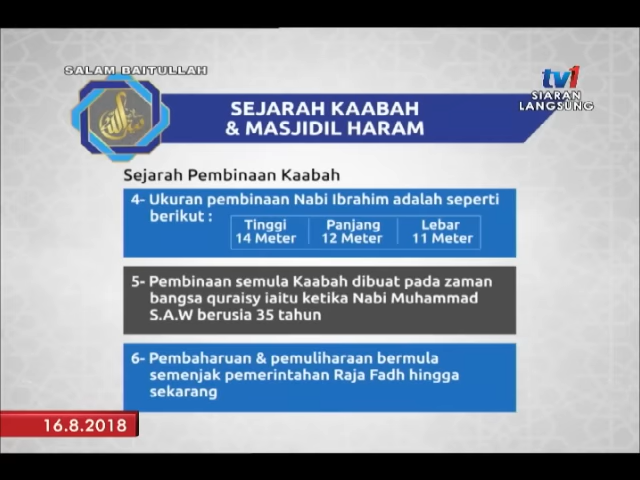 SALAM BAITULLAH
tv1
SIARAN
LANGSUNG
SEJARAH KAABAH
& MASJIDIL HARAM
Sejarah Pembinaan Kaabah
4- Ukuran pembinaan Nabi Ibrahim adalah seperti
berikut :
Tinggi Panjang Lebar
14 Meter 12 Meter 11 Meter
5- Pembinaan semula Kaabah dibuat pada zaman
bangsa quraisy iaitu ketika Nabi Muhammad
S.A.W berusia 35 tahun
6- Pembaharuan & pemuliharaan bermula
semenjak pemerintahan Raja Fadh hingga
sekarang
16.8.2018